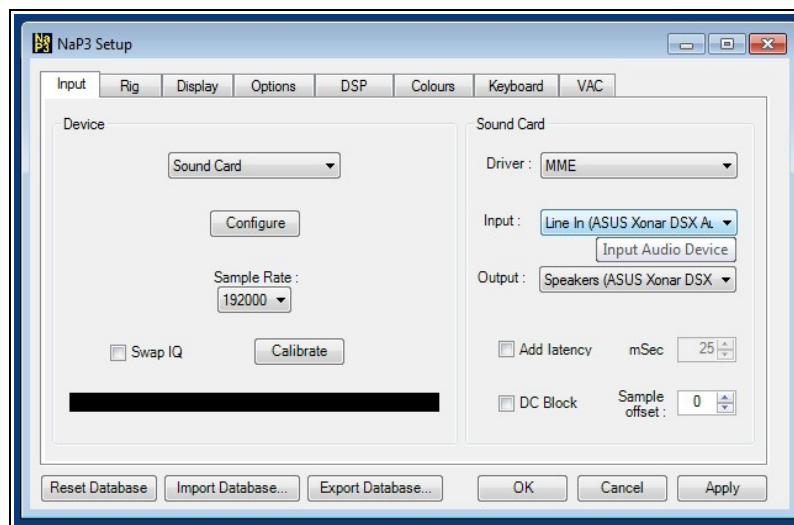 NaP3 Setup
Input Rig Display Options DSP Colours Keyboard VAC
Device
Sound Card
Configure
Sample Rate :
192000
Swap IQ
Calibrate
Sound Card
Driver : MME
Input : Line In (ASUS Xonar DSX Au
Input Audio Device
Output : Speakers (ASUS Xonar DSX
Add latency mSec 25
DC Block Sample offset : 0
Reset Database Import Database... Export Database... OK Cancel Apply